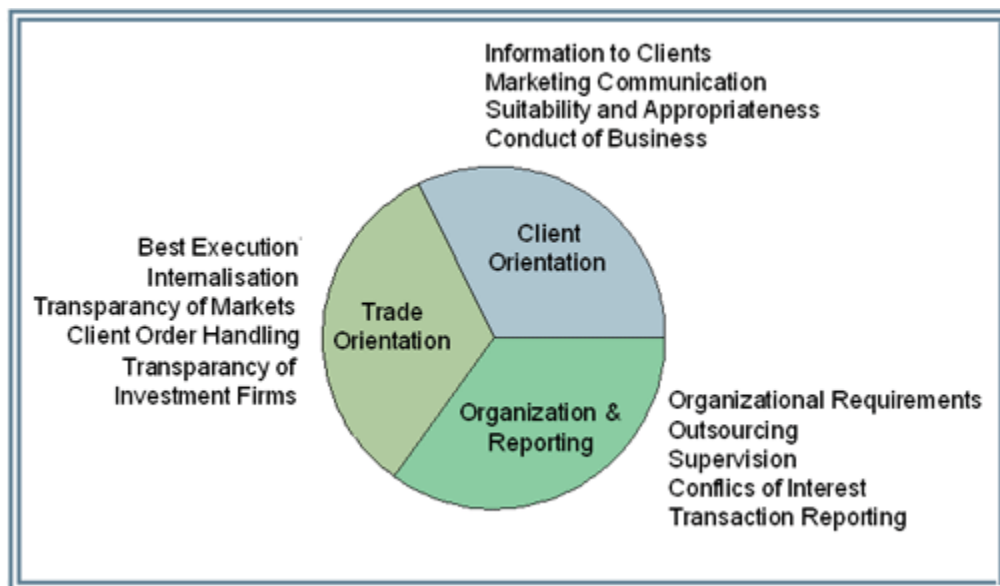 Information to Clients
Marketing Communication
Suitability and Appropriateness
Conduct of Business
Client
Orientation
Best Execution
Internalisation
Transparancy of Markets
Client Order Handling
Transparancy of
Investment Firms
Trade
Orientation
Organization &
Reporting
Organizational Requirements
Outsourcing
Supervision
Conflics of Interest
Transaction Reporting